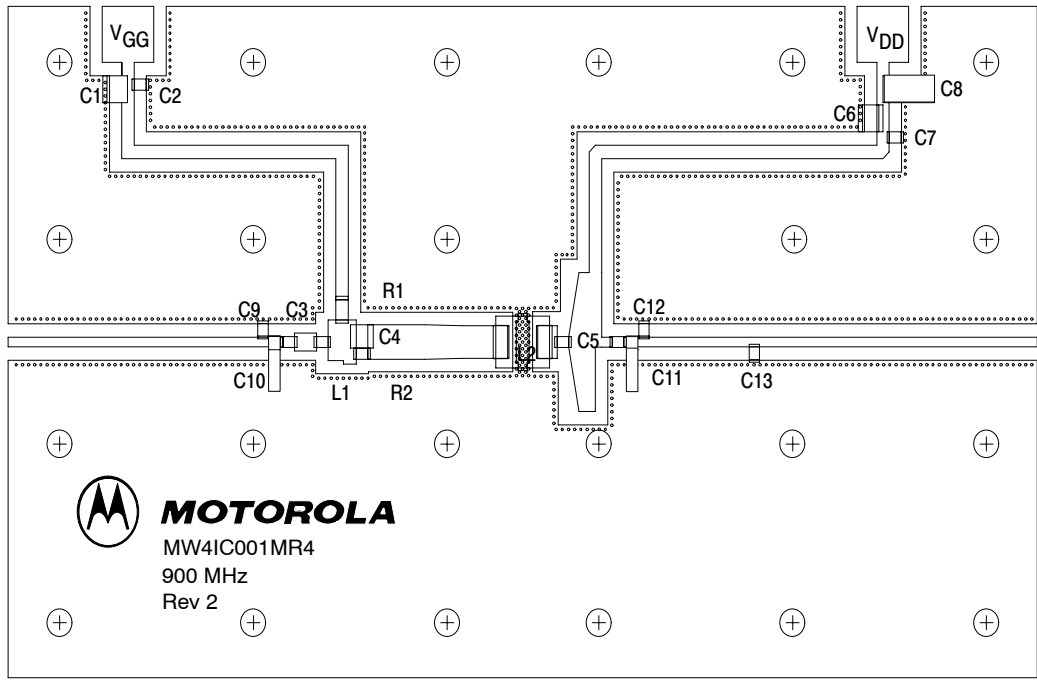 VGG
VDD
C1
C2
C8
C6
C7
R1
C9
C3
C12
C4
C5
L2
C10
C11
C13
L1
R2
MOTOROLA
MW4IC001MR4
900 MHz
Rev 2